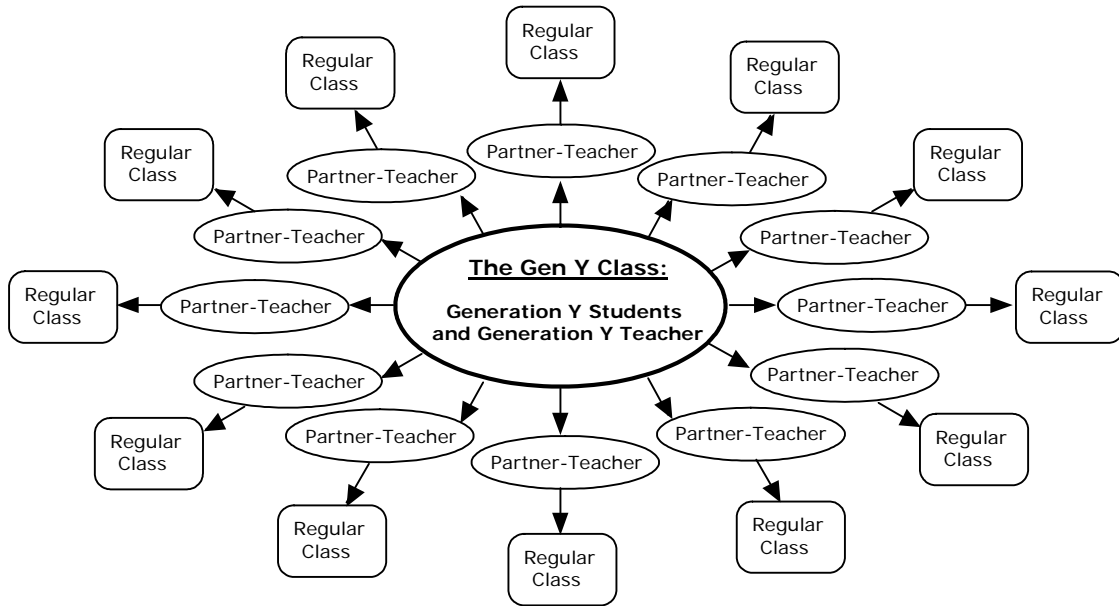 Regular
Class
Regular
Class
Regular
Class
Regular
Class
Regular
Class
Partner-Teacher
Partner-Teacher
Partner-Teacher
Regular
Class
Partner-Teacher
Partner-Teacher
The Gen Y Class:
Generation Y Students
and Generation Y Teacher
Regular
Class
Partner-Teacher
Partner-Teacher
Regular
Class
Partner-Teacher
Partner-Teacher
Regular
Class
Partner-Teacher
Partner-Teacher
Regular
Class
Partner-Teacher
Regular
Class
Regular
Class
Regular
Class